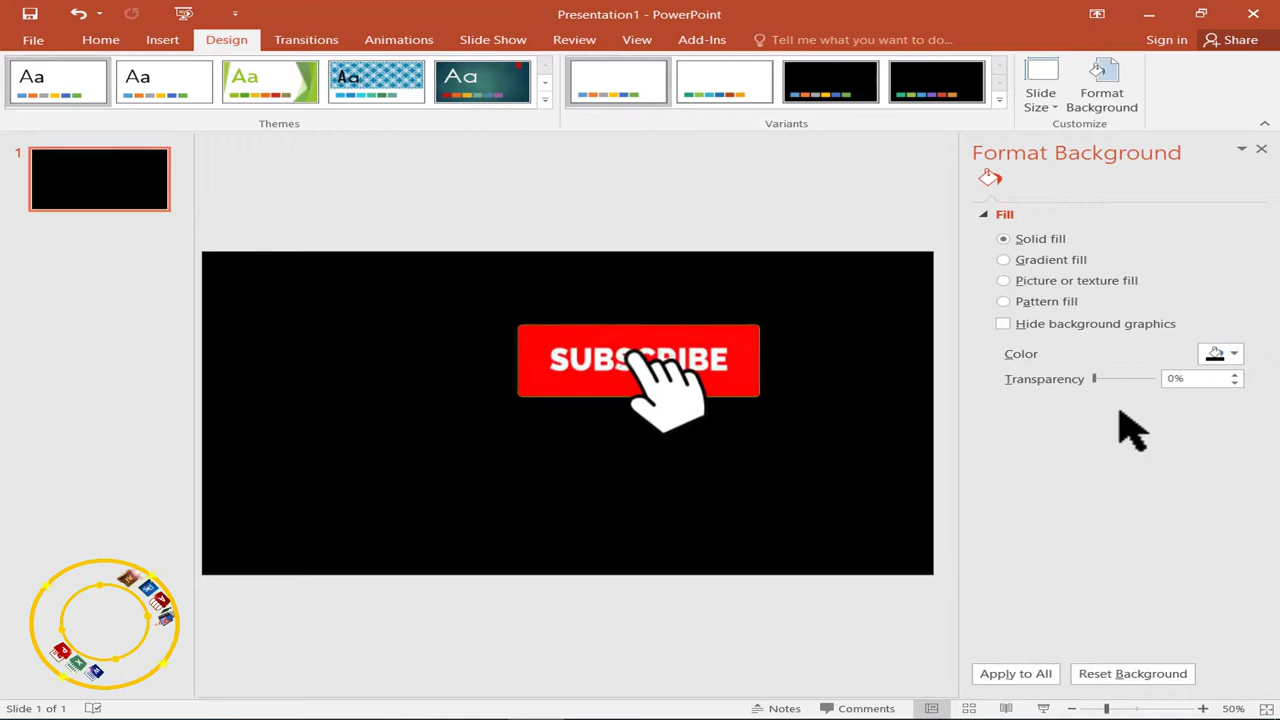 Presentation1 - PowerPoint
File Home Insert Design Transitions Animations Slide Show Review View Add-Ins Tell me what you want to do... Sign in Share
Aa Aa Aa Aa Aa
Slide Size
Format Background
Themes Variants Customize
1
Format Background
Fill
Solid fill
Gradient fill
Picture or texture fill
Pattern fill
Hide background graphics
Color
Transparency 0%
SUBSCRIBE
Apply to All Reset Background
Slide 1 of 1 Notes Comments 50%